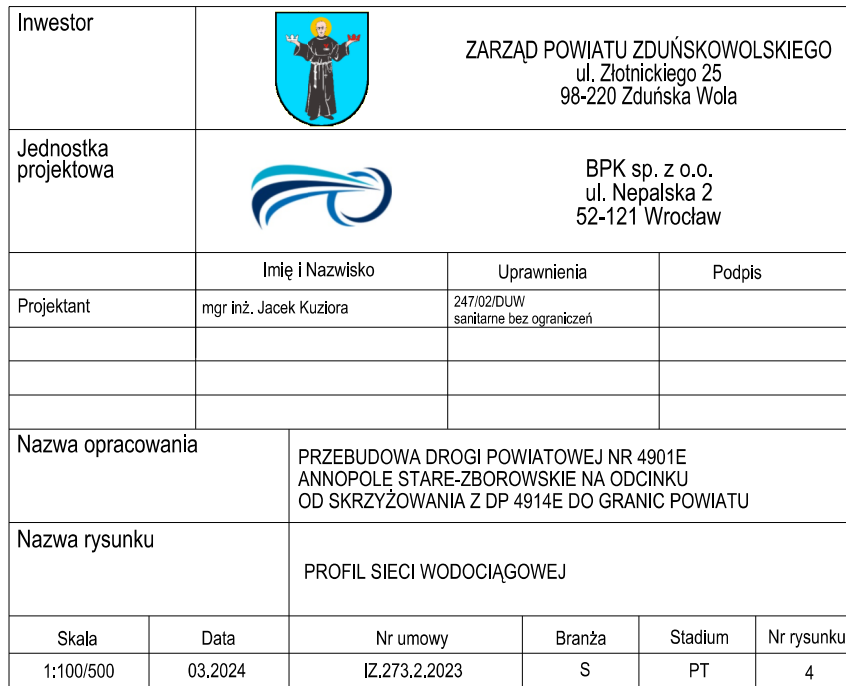 Inwestor
ZARZĄD POWIATU ZDUŃSKOWOLSKIEGO
ul. Złotnickiego 25
98-220 Zduńska Wola
Jednostka
projektowa
BPK sp. z o.o.
ul. Nepalska 2
52-121 Wrocław
Imię i Nazwisko Uprawnienia Podpis
Projektant mgr inż. Jacek Kuziora 247/02/DUW
sanitarne bez ograniczeń
Nazwa opracowania
PRZEBUDOWA DROGI POWIATOWEJ NR 4901E
ANNOPOLE STARE-ZBOROWSKIE NA ODCINKU
OD SKRZYŻOWANIA Z DP 4914E DO GRANIC POWIATU
Nazwa rysunku
PROFIL SIECI WODOCIĄGOWEJ
Skala Data Nr umowy Branża Stadium Nr rysunku
1:100/500 03.2024 IZ.273.2.2023 S PT 4